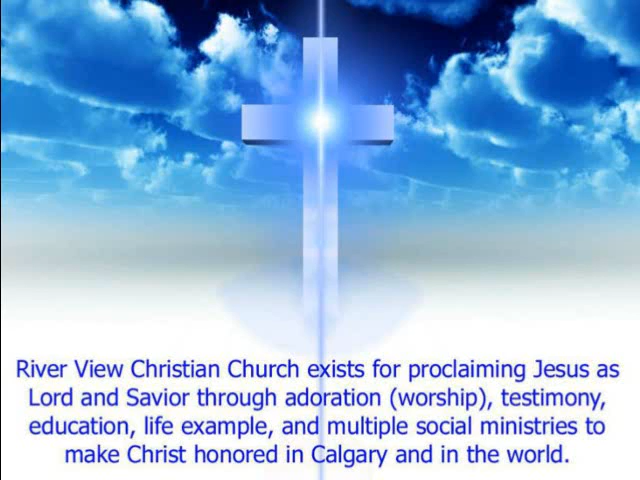 River View Christian Church exists for proclaiming Jesus as
Lord and Savior through adoration (worship), testimony,
education, life example, and multiple social ministries to
make Christ honored in Calgary and in the world.